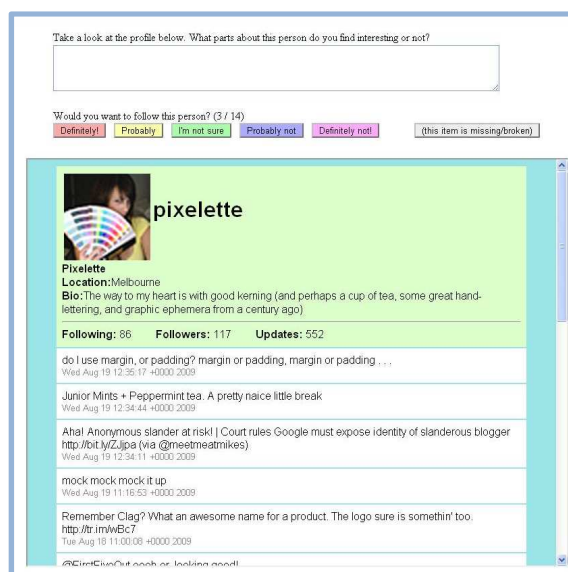 Take a look at the profile below. What parts about this person do you find interesting or not?
Would you want to follow this person? (3 / 14)
Definitely! Probably I'm not sure Probably not Definitely not! (this item is missing/broken)
pixelette
Pixelette
Location:Melbourne
Bio:The way to my heart is with good kerning (and perhaps a cup of tea, some great hand-
lettering, and graphic ephemera from a century ago)
Following: 86 Followers: 117 Updates: 552
do I use margin, or padding? margin or padding, margin or padding . . .
Wed Aug 19 12:35:17 +0000 2009
Junior Mints + Peppermint tea. A pretty naice little break
Wed Aug 19 12:34:44 +0000 2009
Aha! Anonymous slander at risk! | Court rules Google must expose identity of slanderous blogger
http://bit.ly/ZJjpa (via @meetmeatmikes)
Wed Aug 19 12:34:11 +0000 2009
mock mock mock it up
Wed Aug 19 11:16:53 +0000 2009
Remember Clag? What an awesome name for a product. The logo sure is somethin' too.
http://tr.im/wBc7
Tue Aug 18 11:00:08 +0000 2009
@FirstFiveOut oooh er, looking good!